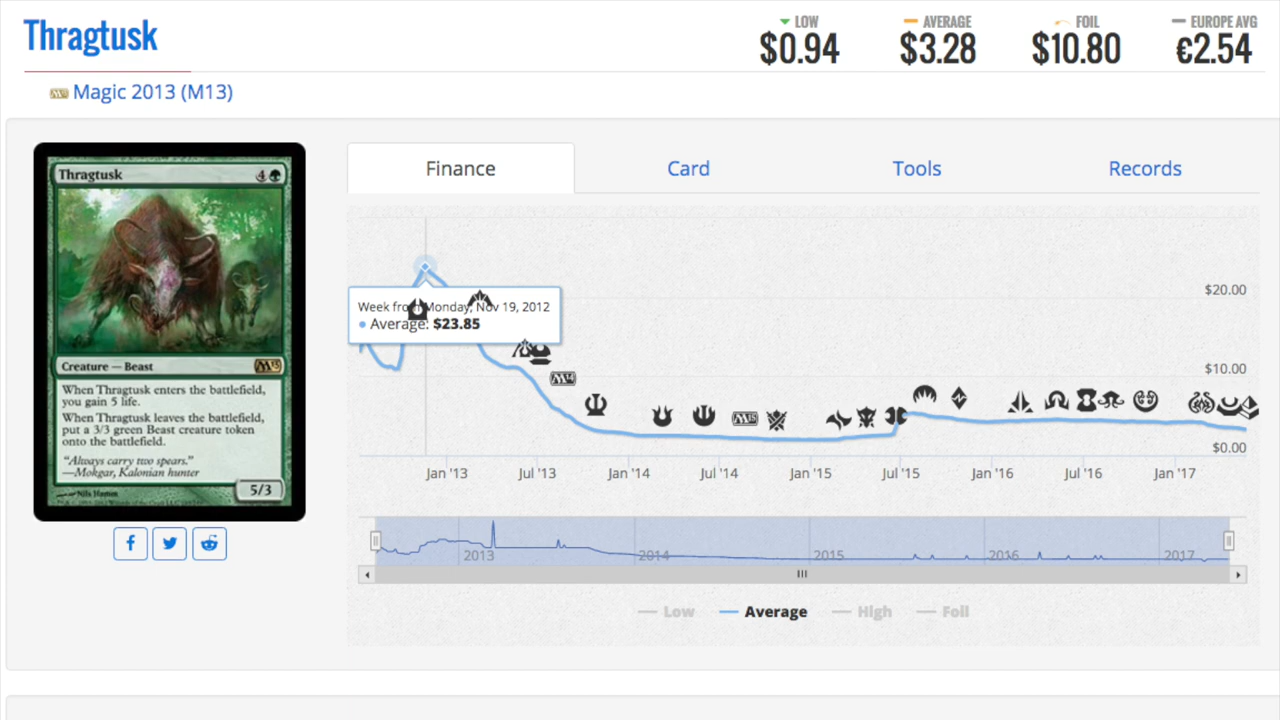 Thragtusk
LOW
$0.94
AVERAGE
$3.28
FOIL
$10.80
EUROPE AVG
€2.54
M13 Magic 2013 (M13)
Thragtusk 4
Creature — Beast M13
When Thragtusk enters the battlefield,
you gain 5 life.
When Thragtusk leaves the battlefield,
put a 3/3 green Beast creature token
onto the battlefield.
"Always carry two spears."
—Mokgar, Kalonian hunter
5/3
f
Finance Card Tools Records
Week from Monday, Nov 19, 2012
Average: $23.85
$20.00
$10.00
$0.00
M14
M15
Jan '13 Jul '13 Jan '14 Jul '14 Jan '15 Jul '15 Jan '16 Jul '16 Jan '17
2013 2014 2015 2016 2017
Low Average High Foil